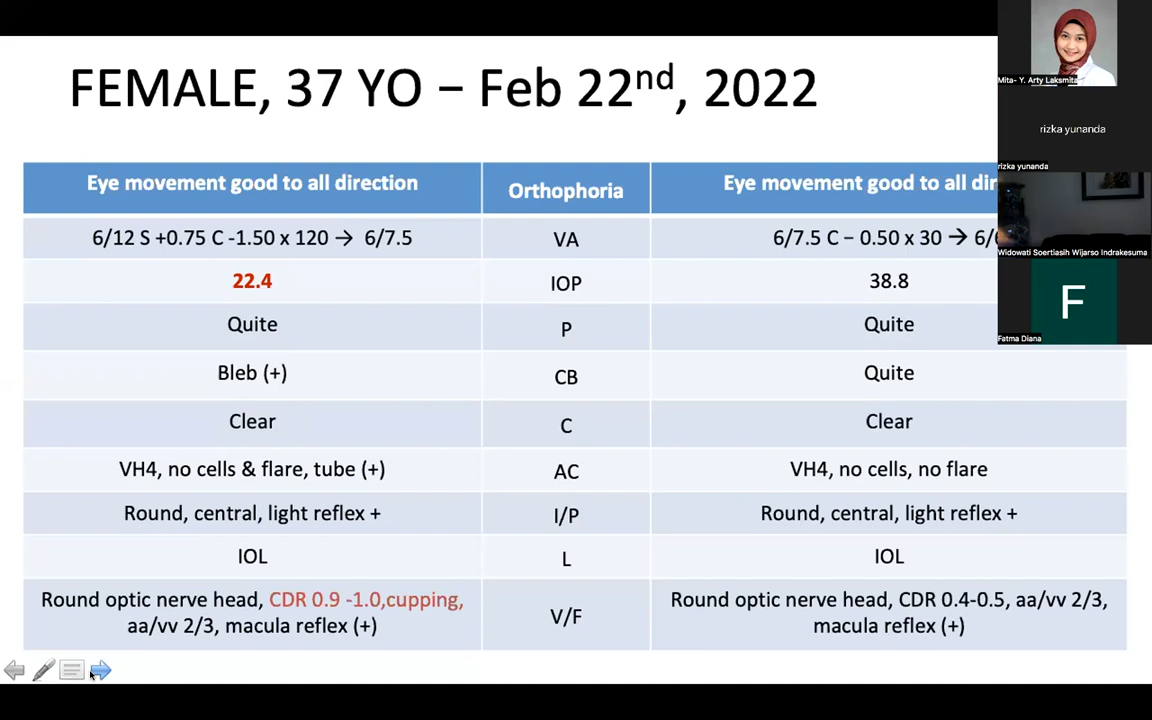 FEMALE, 37 YO – Feb 22nd, 2022
Eye movement good to all direction Orthophoria Eye movement good to all
6/12 S +0.75 C -1.50 x 120 → 6/7.5 VA 6/7.5 C – 0.50 x 30 →
22.4 IOP 38.8
Quite P Quite
Bleb (+) CB Quite
Clear C Clear
VH4, no cells & flare, tube (+) AC VH4, no cells, no flare
Round, central, light reflex + I/P Round, central, light reflex +
IOL L IOL
Round optic nerve head, CDR 0.9 -1.0,cupping,
aa/vv 2/3, macula reflex (+)
V/F
Round optic nerve head, CDR 0.4-0.5, aa/vv 2/3,
macula reflex (+)
Mita- Y. Arty Laksmita
rizka yunanda
rizka yunanda
Widowati Soertiasih Wijarso Indrakesuma
F
Fatma Diana